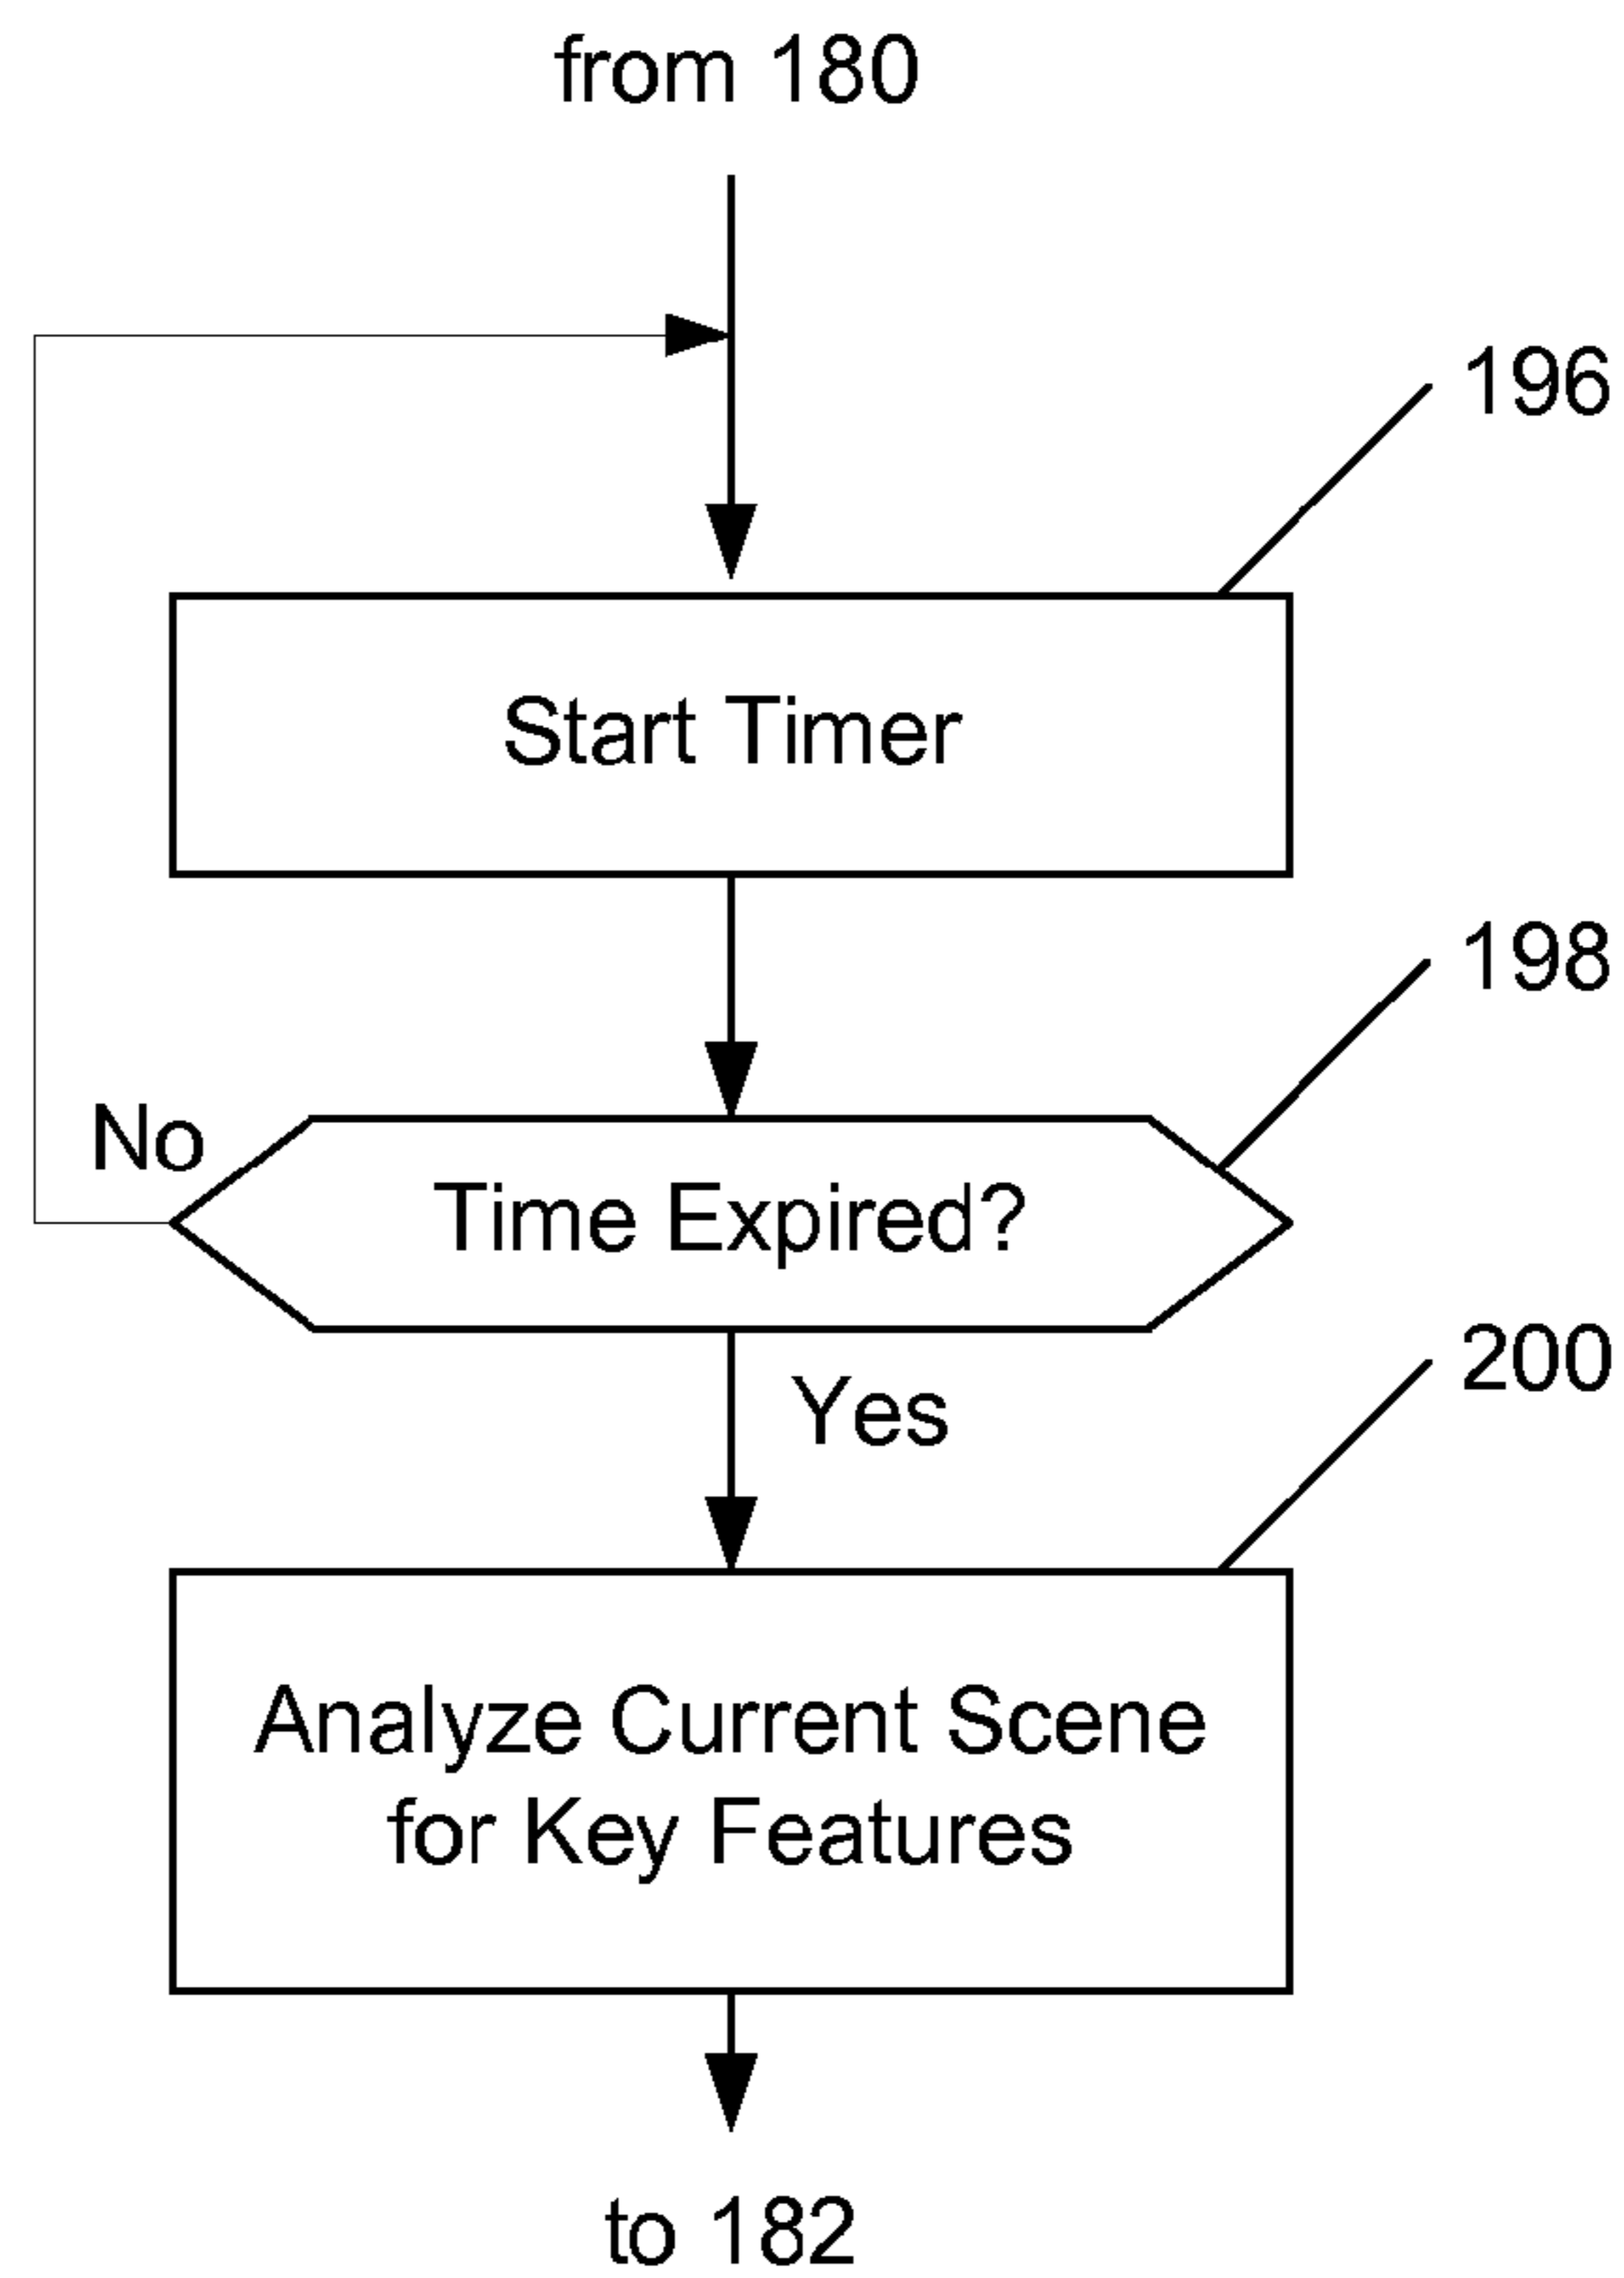 from 180
196
Start Timer
198
No
Time Expired?
200
Yes
Analyze Current Scene
for Key Features
to 182